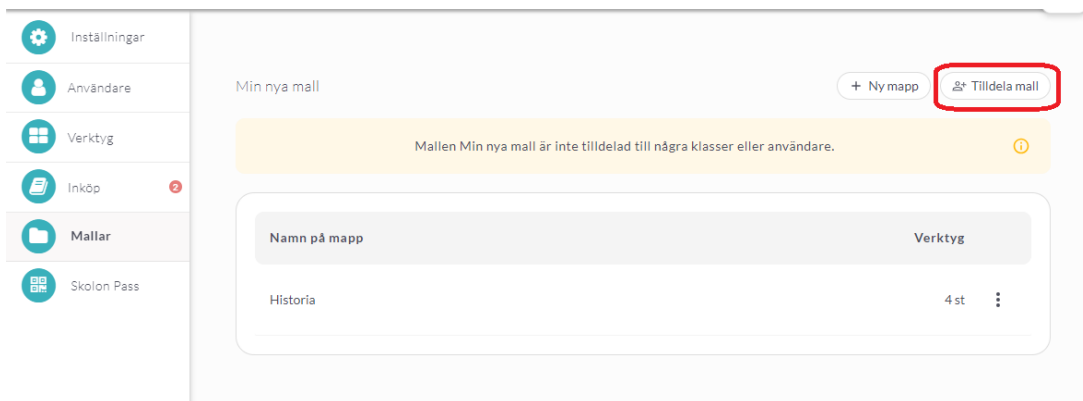 Inställningar
Användare
Verktyg
Inköp 2
Mallar
Skolon Pass
Min nya mall
+ Ny mapp
Tilldela mall
Mallen Min nya mall är inte tilldelad till några klasser eller användare.
Namn på mapp Verktyg
Historia 4 st